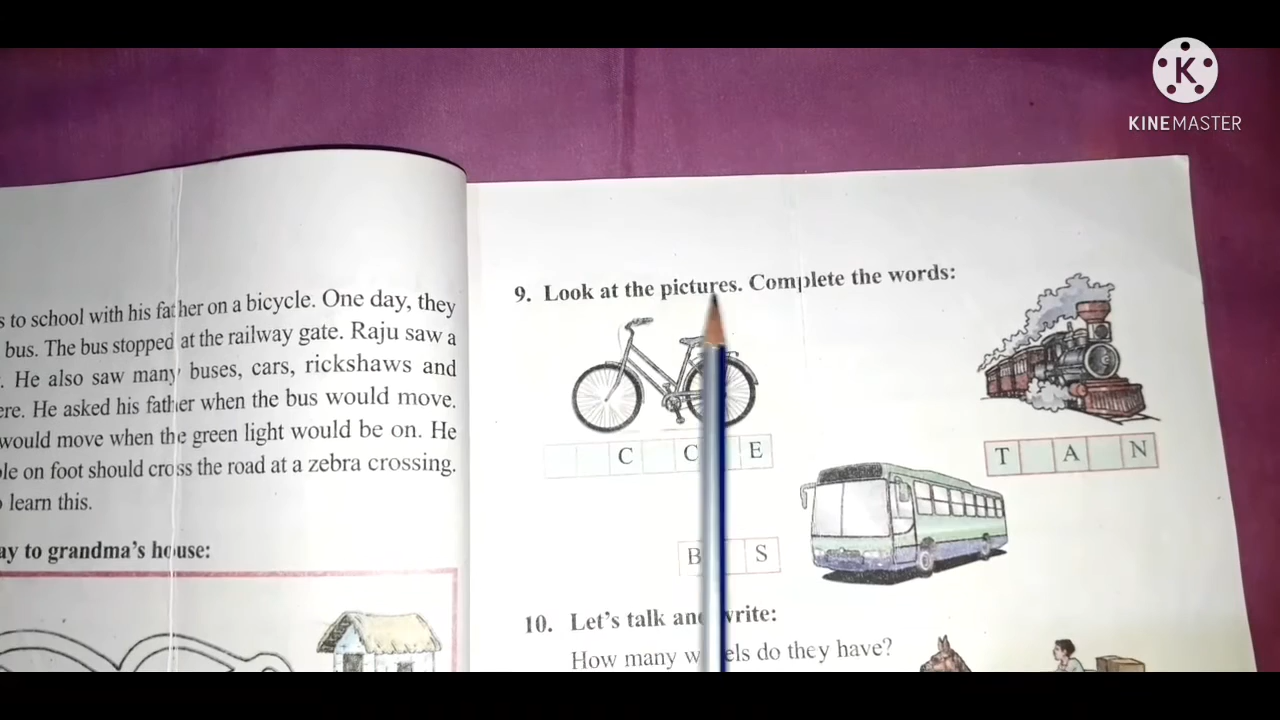 KINEMASTER
s to school with his father on a bicycle. One day, they
bus. The bus stopped at the railway gate. Raju saw a
. He also saw many buses, cars, rickshaws and
ere. He asked his father when the bus would move.
would move when the green light would be on. He
le on foot should cross the road at a zebra crossing.
learn this.
ay to grandma's house:
9. Look at the pictures. Complete the words:
C C E
T A N
B S
10. Let's talk and write:
How many wheels do they have?